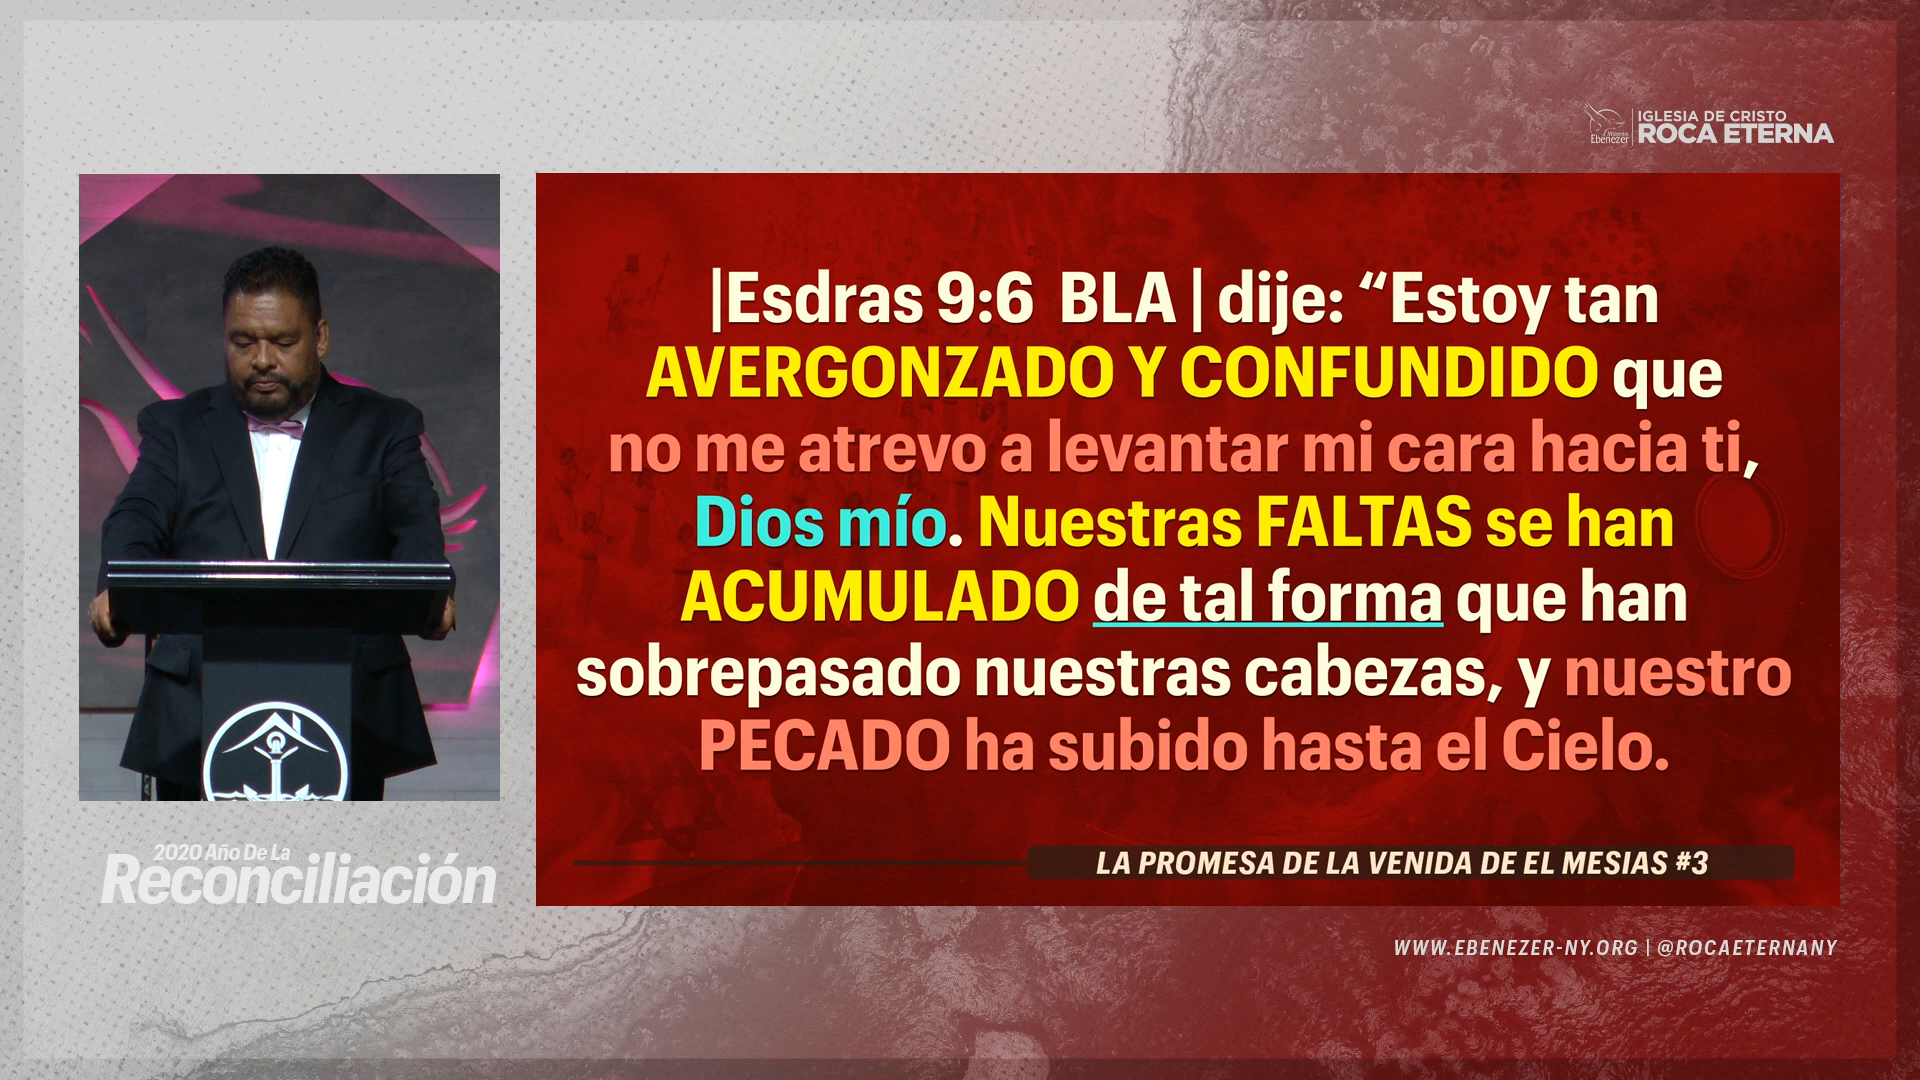 Ministerios
Ebenezer
IGLESIA DE CRISTO
ROCA ETERNA
|Esdras 9:6 BLA | dije: “Estoy tan
AVERGONZADO Y CONFUNDIDO que
no me atrevo a levantar mi cara hacia ti,
Dios mío. Nuestras FALTAS se han
ACUMULADO de tal forma que han
sobrepasado nuestras cabezas, y nuestro
PECADO ha subido hasta el Cielo.
LA PROMESA DE LA VENIDA DE EL MESIAS #3
2020 Año De La
Reconciliación
WWW.EBENEZER-NY.ORG | @ROCAETERNANY